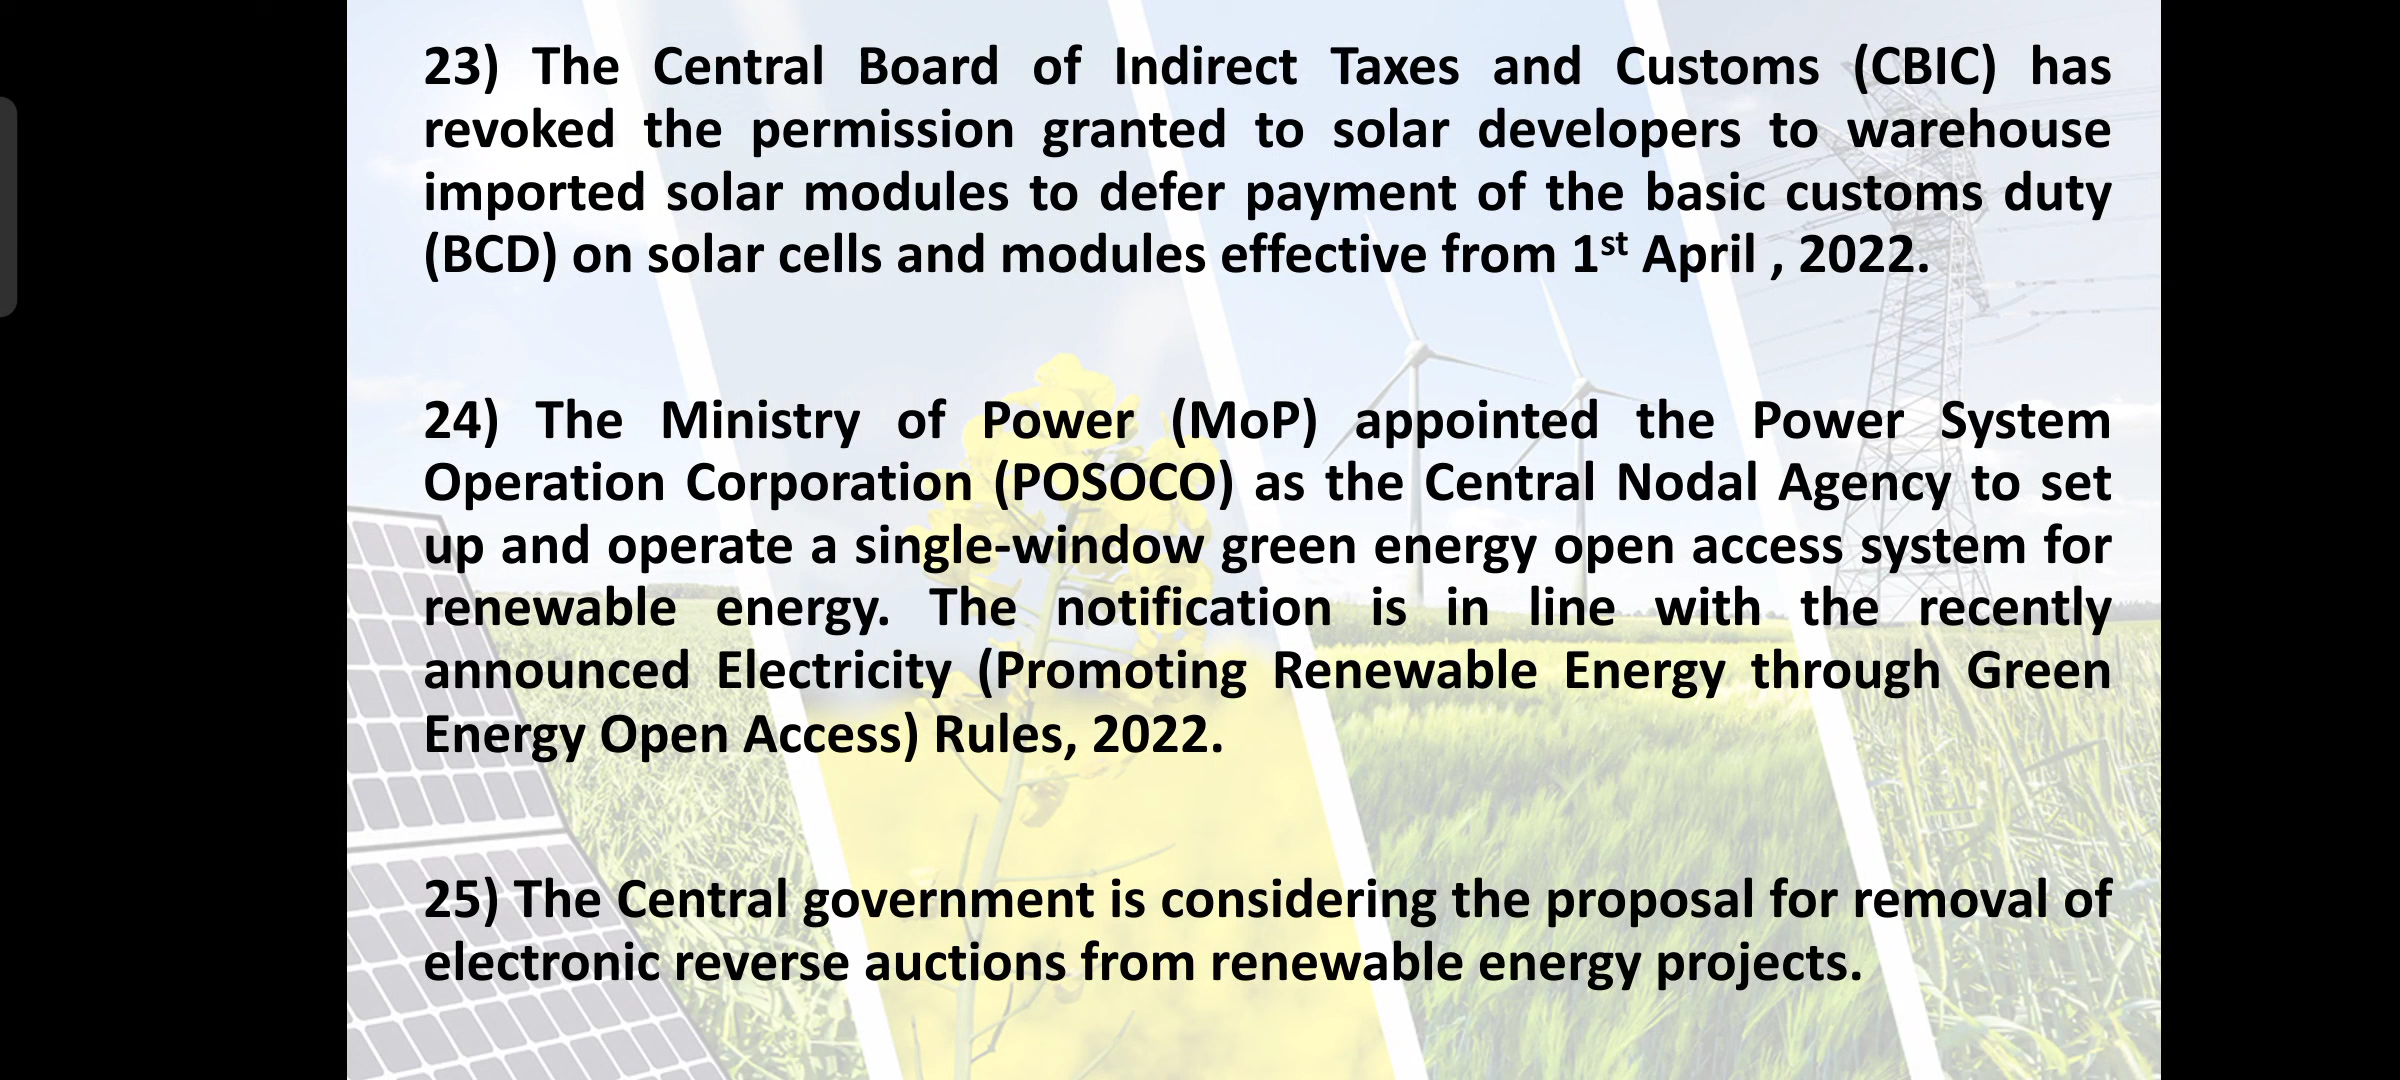 23) The Central Board of Indirect Taxes and Customs (CBIC) has
revoked the permission granted to solar developers to warehouse
imported solar modules to defer payment of the basic customs duty
(BCD) on solar cells and modules effective from 1st April , 2022.
24) The Ministry of Power (MoP) appointed the Power System
Operation Corporation (POSOCO) as the Central Nodal Agency to set
up and operate a single-window green energy open access system for
renewable energy. The notification is in line with the recently
announced Electricity (Promoting Renewable Energy through Green
Energy Open Access) Rules, 2022.
25) The Central government is considering the proposal for removal of
electronic reverse auctions from renewable energy projects.